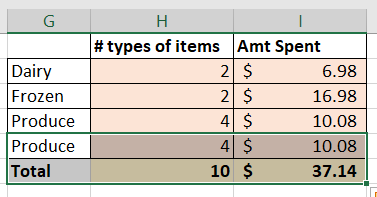 G H I
# types of items Amt Spent
Dairy 2 $ 6.98
Frozen 2 $ 16.98
Produce 4 $ 10.08
Produce 4 $ 10.08
Total 10 $ 37.14